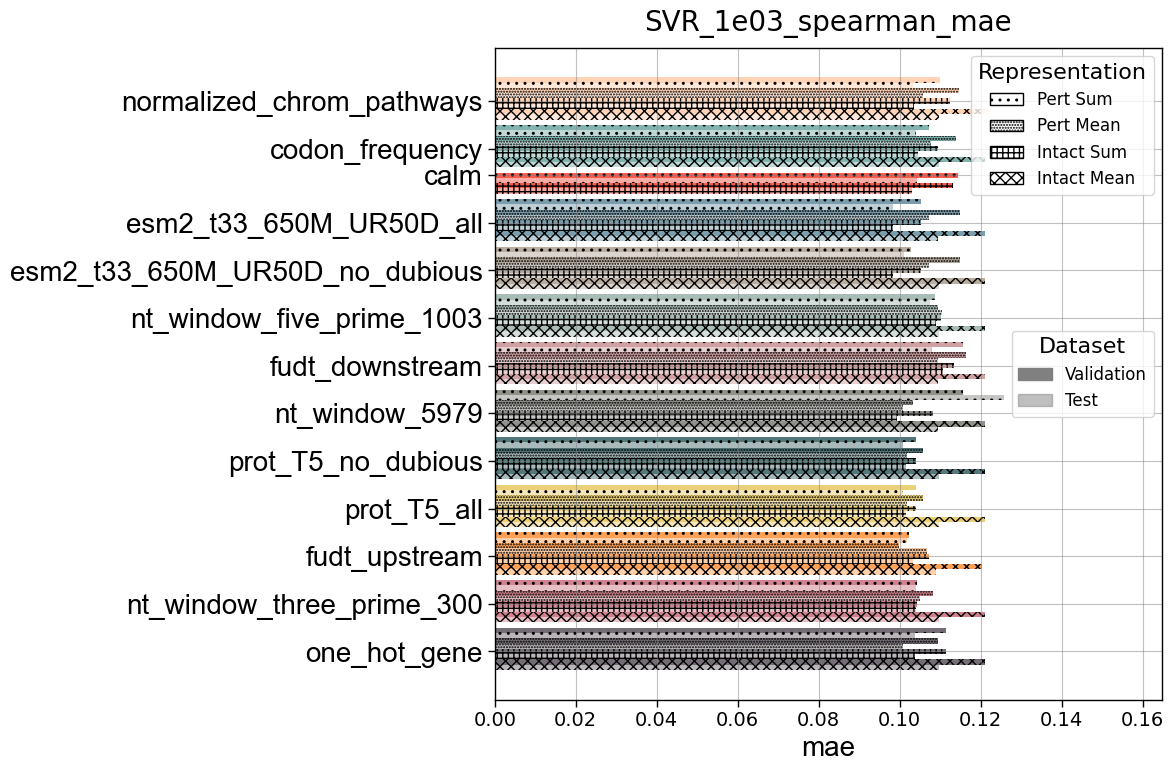 SVR_1e03_spearman_mae
normalized_chrom_pathways
codon_frequency
calm
esm2_t33_650M_UR50D_all
esm2_t33_650M_UR50D_no_dubious
nt_window_five_prime_1003
fudt_downstream
nt_window_5979
prot_T5_no_dubious
prot_T5_all
fudt_upstream
nt_window_three_prime_300
one_hot_gene
Representation
Pert Sum
Pert Mean
Intact Sum
Intact Mean
Dataset
Validation
Test
0.00 0.02 0.04 0.06 0.08 0.10 0.12 0.14 0.16
mae